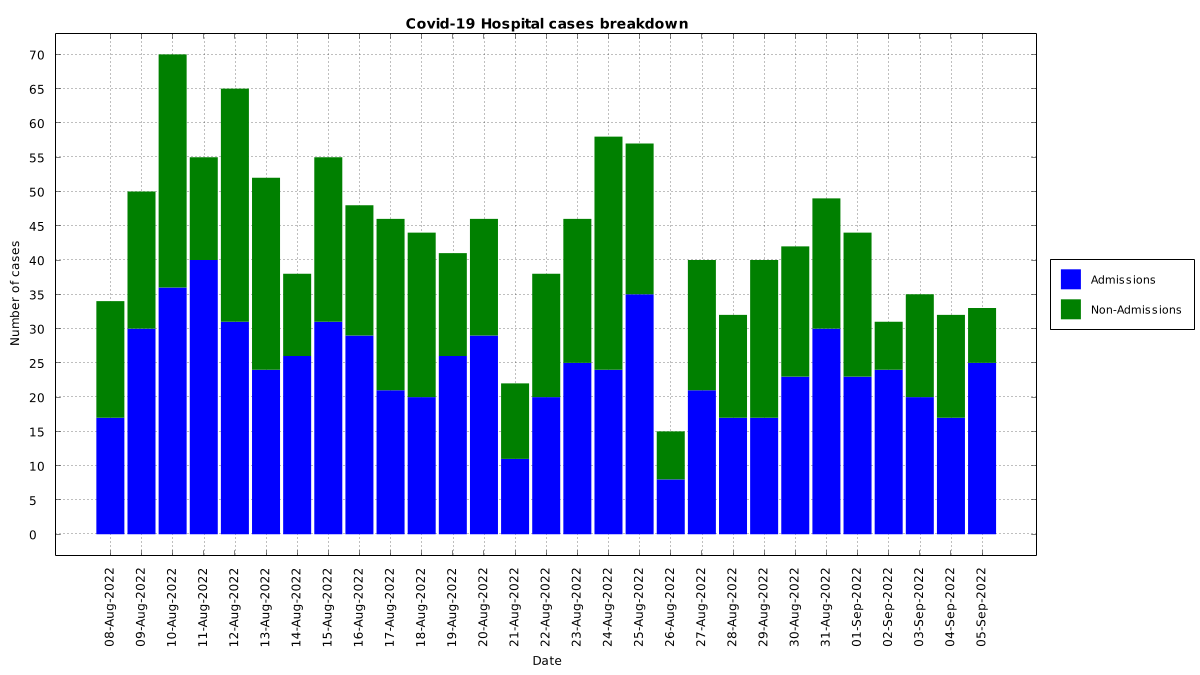 Covid-19 Hospital cases breakdown
70
65
60
55
50
45
40
35
30
25
20
15
10
5
0
Number of cases
08-Aug-2022
09-Aug-2022
10-Aug-2022
11-Aug-2022
12-Aug-2022
13-Aug-2022
14-Aug-2022
15-Aug-2022
16-Aug-2022
17-Aug-2022
18-Aug-2022
19-Aug-2022
20-Aug-2022
21-Aug-2022
22-Aug-2022
23-Aug-2022
24-Aug-2022
25-Aug-2022
26-Aug-2022
27-Aug-2022
28-Aug-2022
29-Aug-2022
30-Aug-2022
31-Aug-2022
01-Sep-2022
02-Sep-2022
03-Sep-2022
04-Sep-2022
05-Sep-2022
Date
Admissions
Non-Admissions